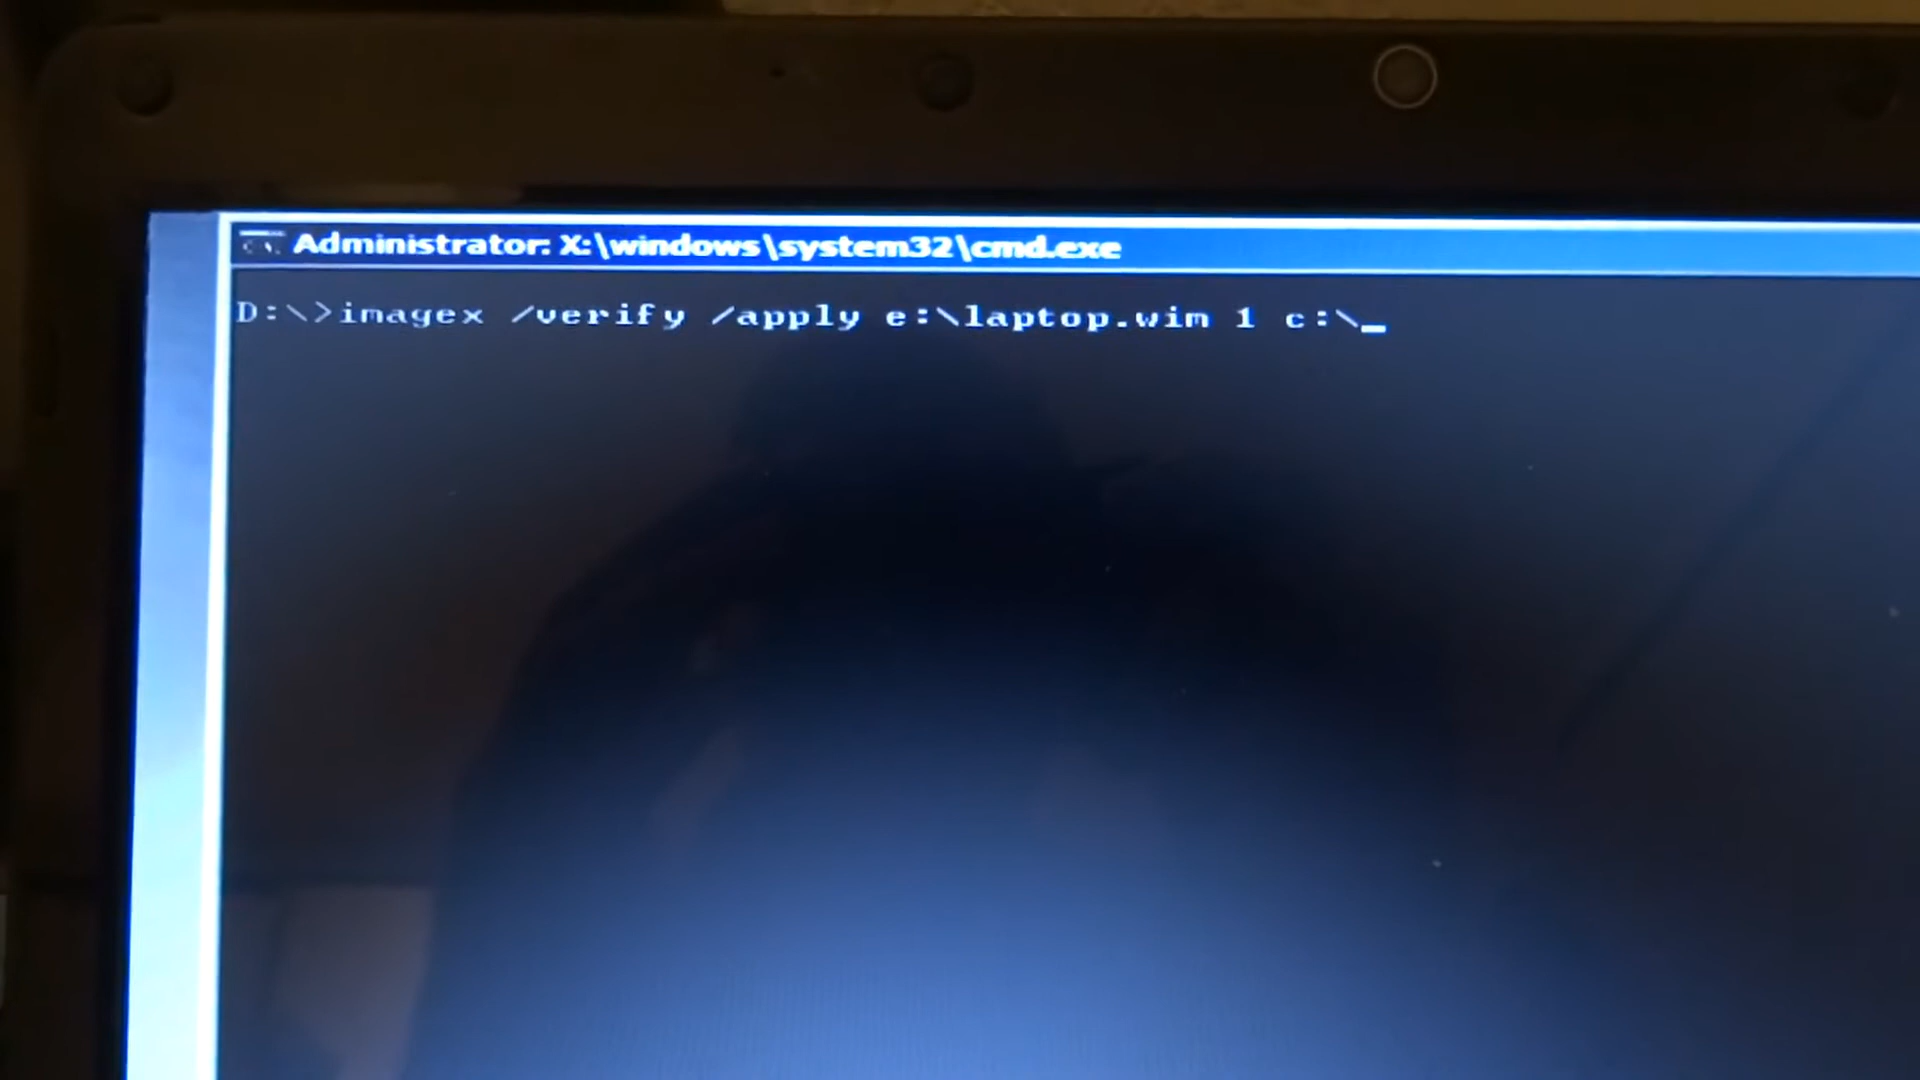 Administrator: X:\windows\system32\cmd.exe
D:\>imagex /verify /apply e:\laptop.wim 1 c:\_